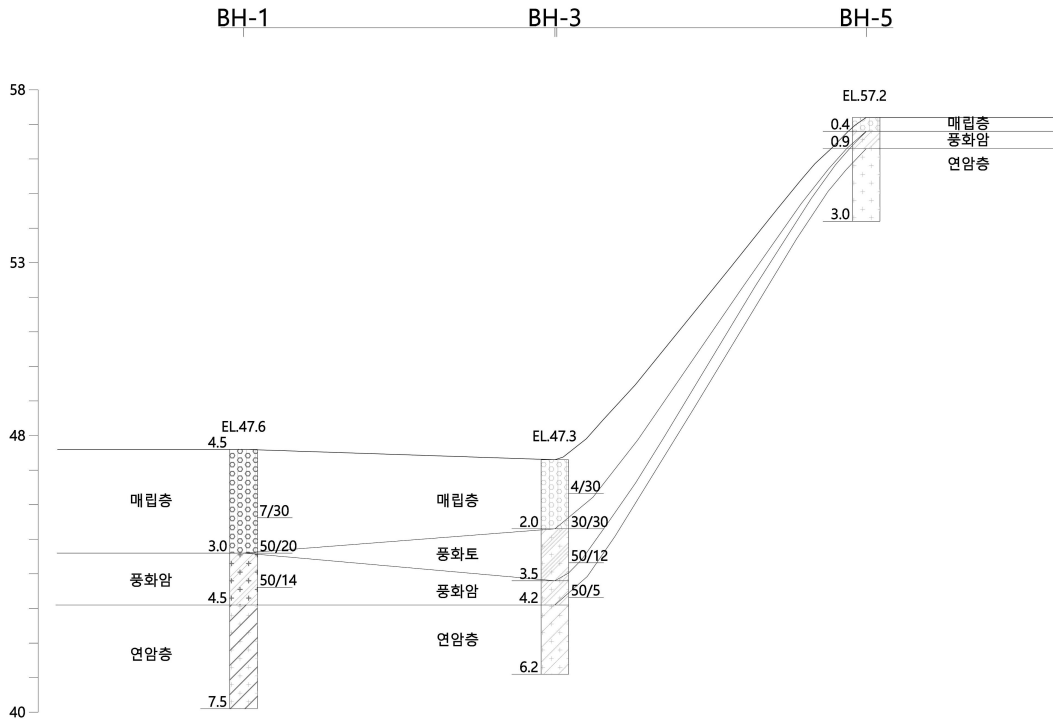 BH-1 BH-3 BH-5
58
EL.57.2
0.4 매립층
0.9 풍화암
연암층
3.0
53
48
EL.47.6 EL.47.3
4.5
4/30
매립층 7/30 매립층
2.0 30/30
3.0 50/20 풍화토 50/12
3.5
풍화암 50/14 풍화암 50/5
4.5 4.2
연암층 연암층
6.2
7.5
40